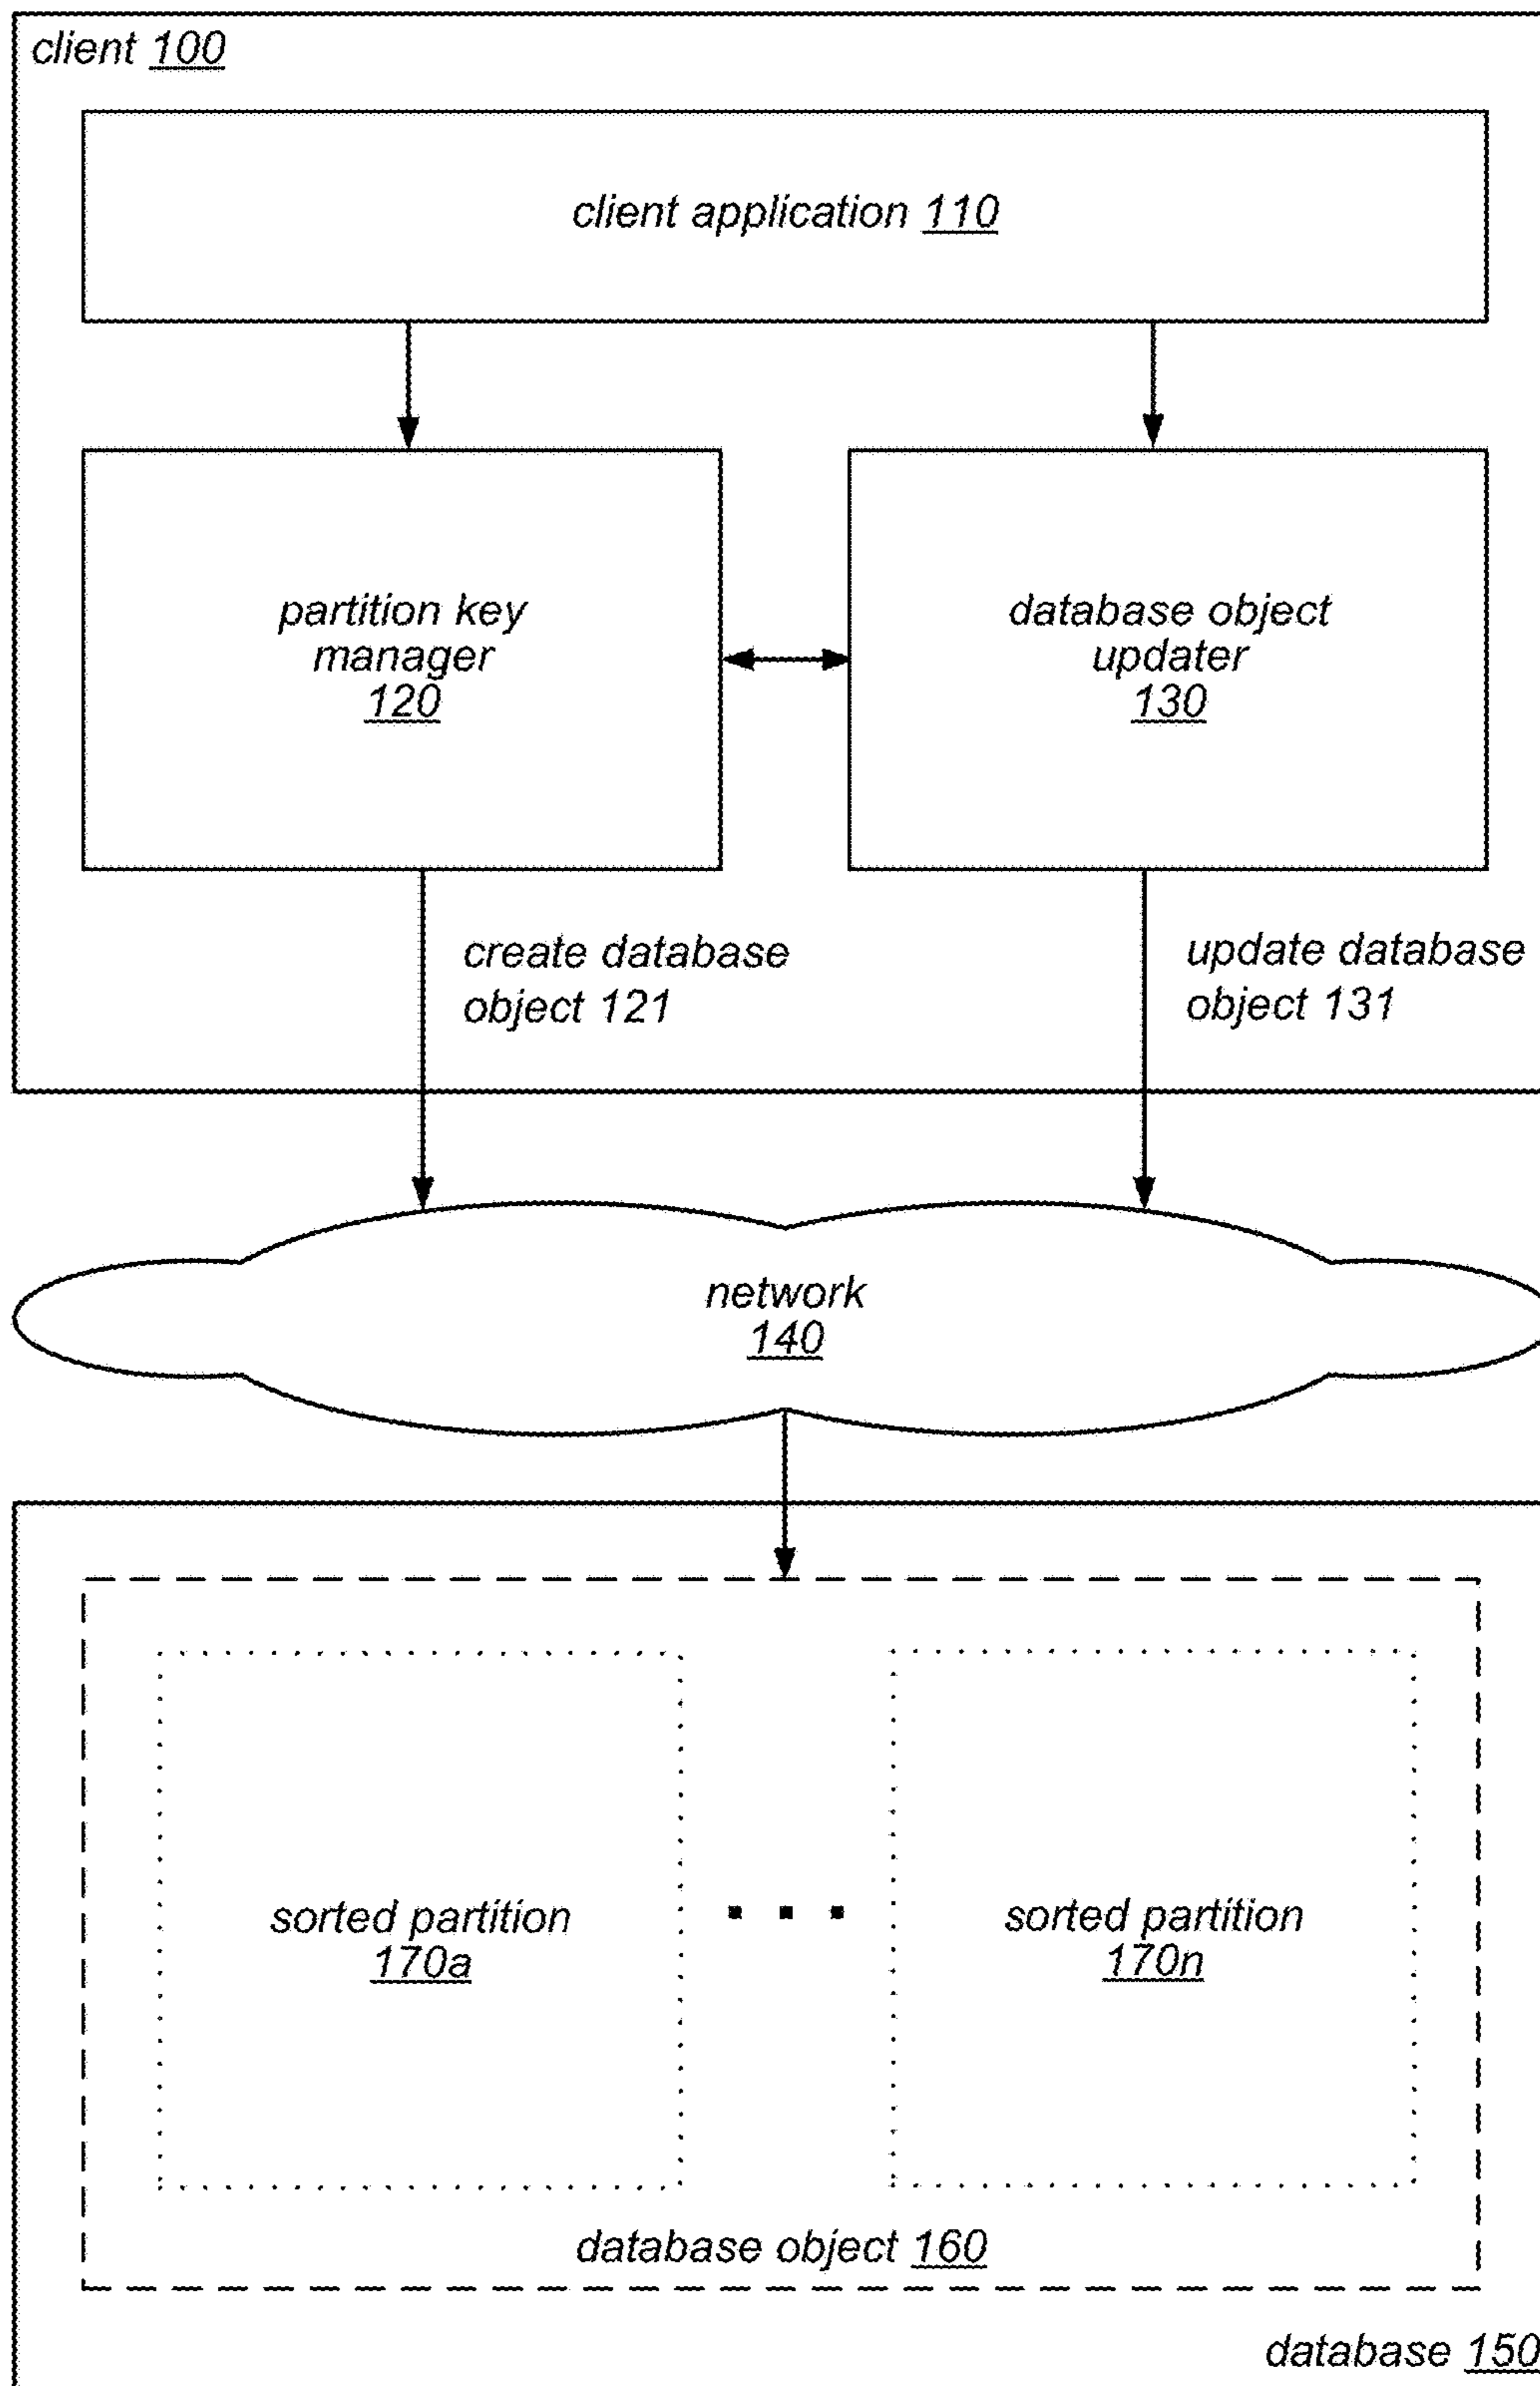 client 100
client application 110
partition key
manager
120
database object
updater
130
create database
object 121
update database
object 131
network
140
sorted partition
170a
sorted partition
170n
database object 160
database 150